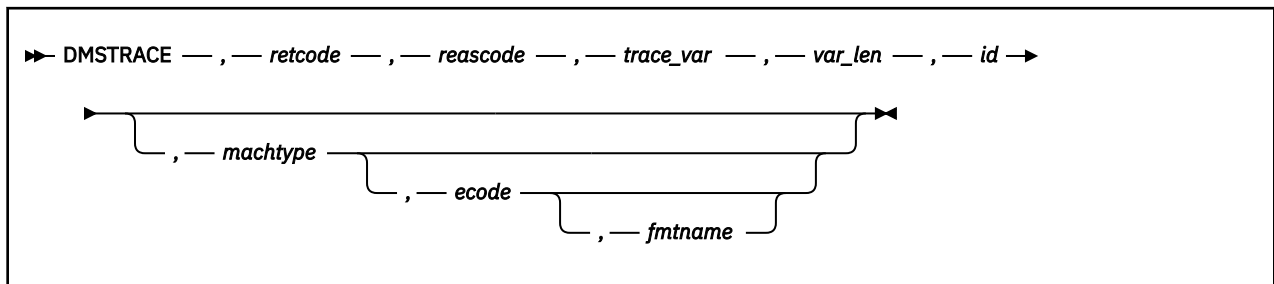 DMSTRACE , retcode , reascode , trace_var , var_len , id
, machtype
, ecode
, fmtname